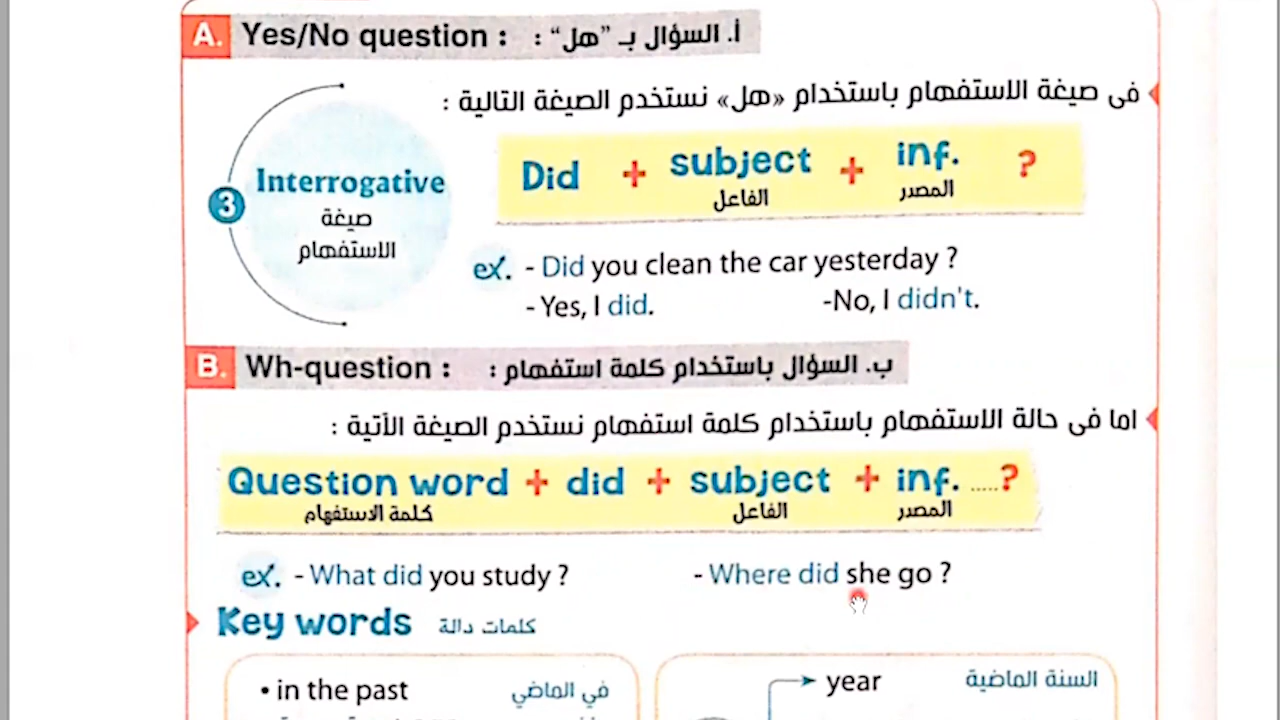 A. Yes/No question : أ. السؤال بـ "هل" :
فى صيغة الاستفهام باستخدام «هل» نستخدم الصيغة التالية :
Did + subject + inf. ?
الفاعل المصدر
3 Interrogative
صيغة
الاستفهام
ex. - Did you clean the car yesterday ?
- Yes, I did. -No, I didn't.
B. Wh-question : ب. السؤال باستخدام كلمة استفهام :
اما فى حالة الاستفهام باستخدام كلمة استفهام نستخدم الصيغة الأتية :
Question word + did + subject + inf. .....?
كلمة الاستفهام الفاعل المصدر
ex. - What did you study ? - Where did she go ?
Key words كلمات دالة
• in the past في الماضي
year السنة الماضية